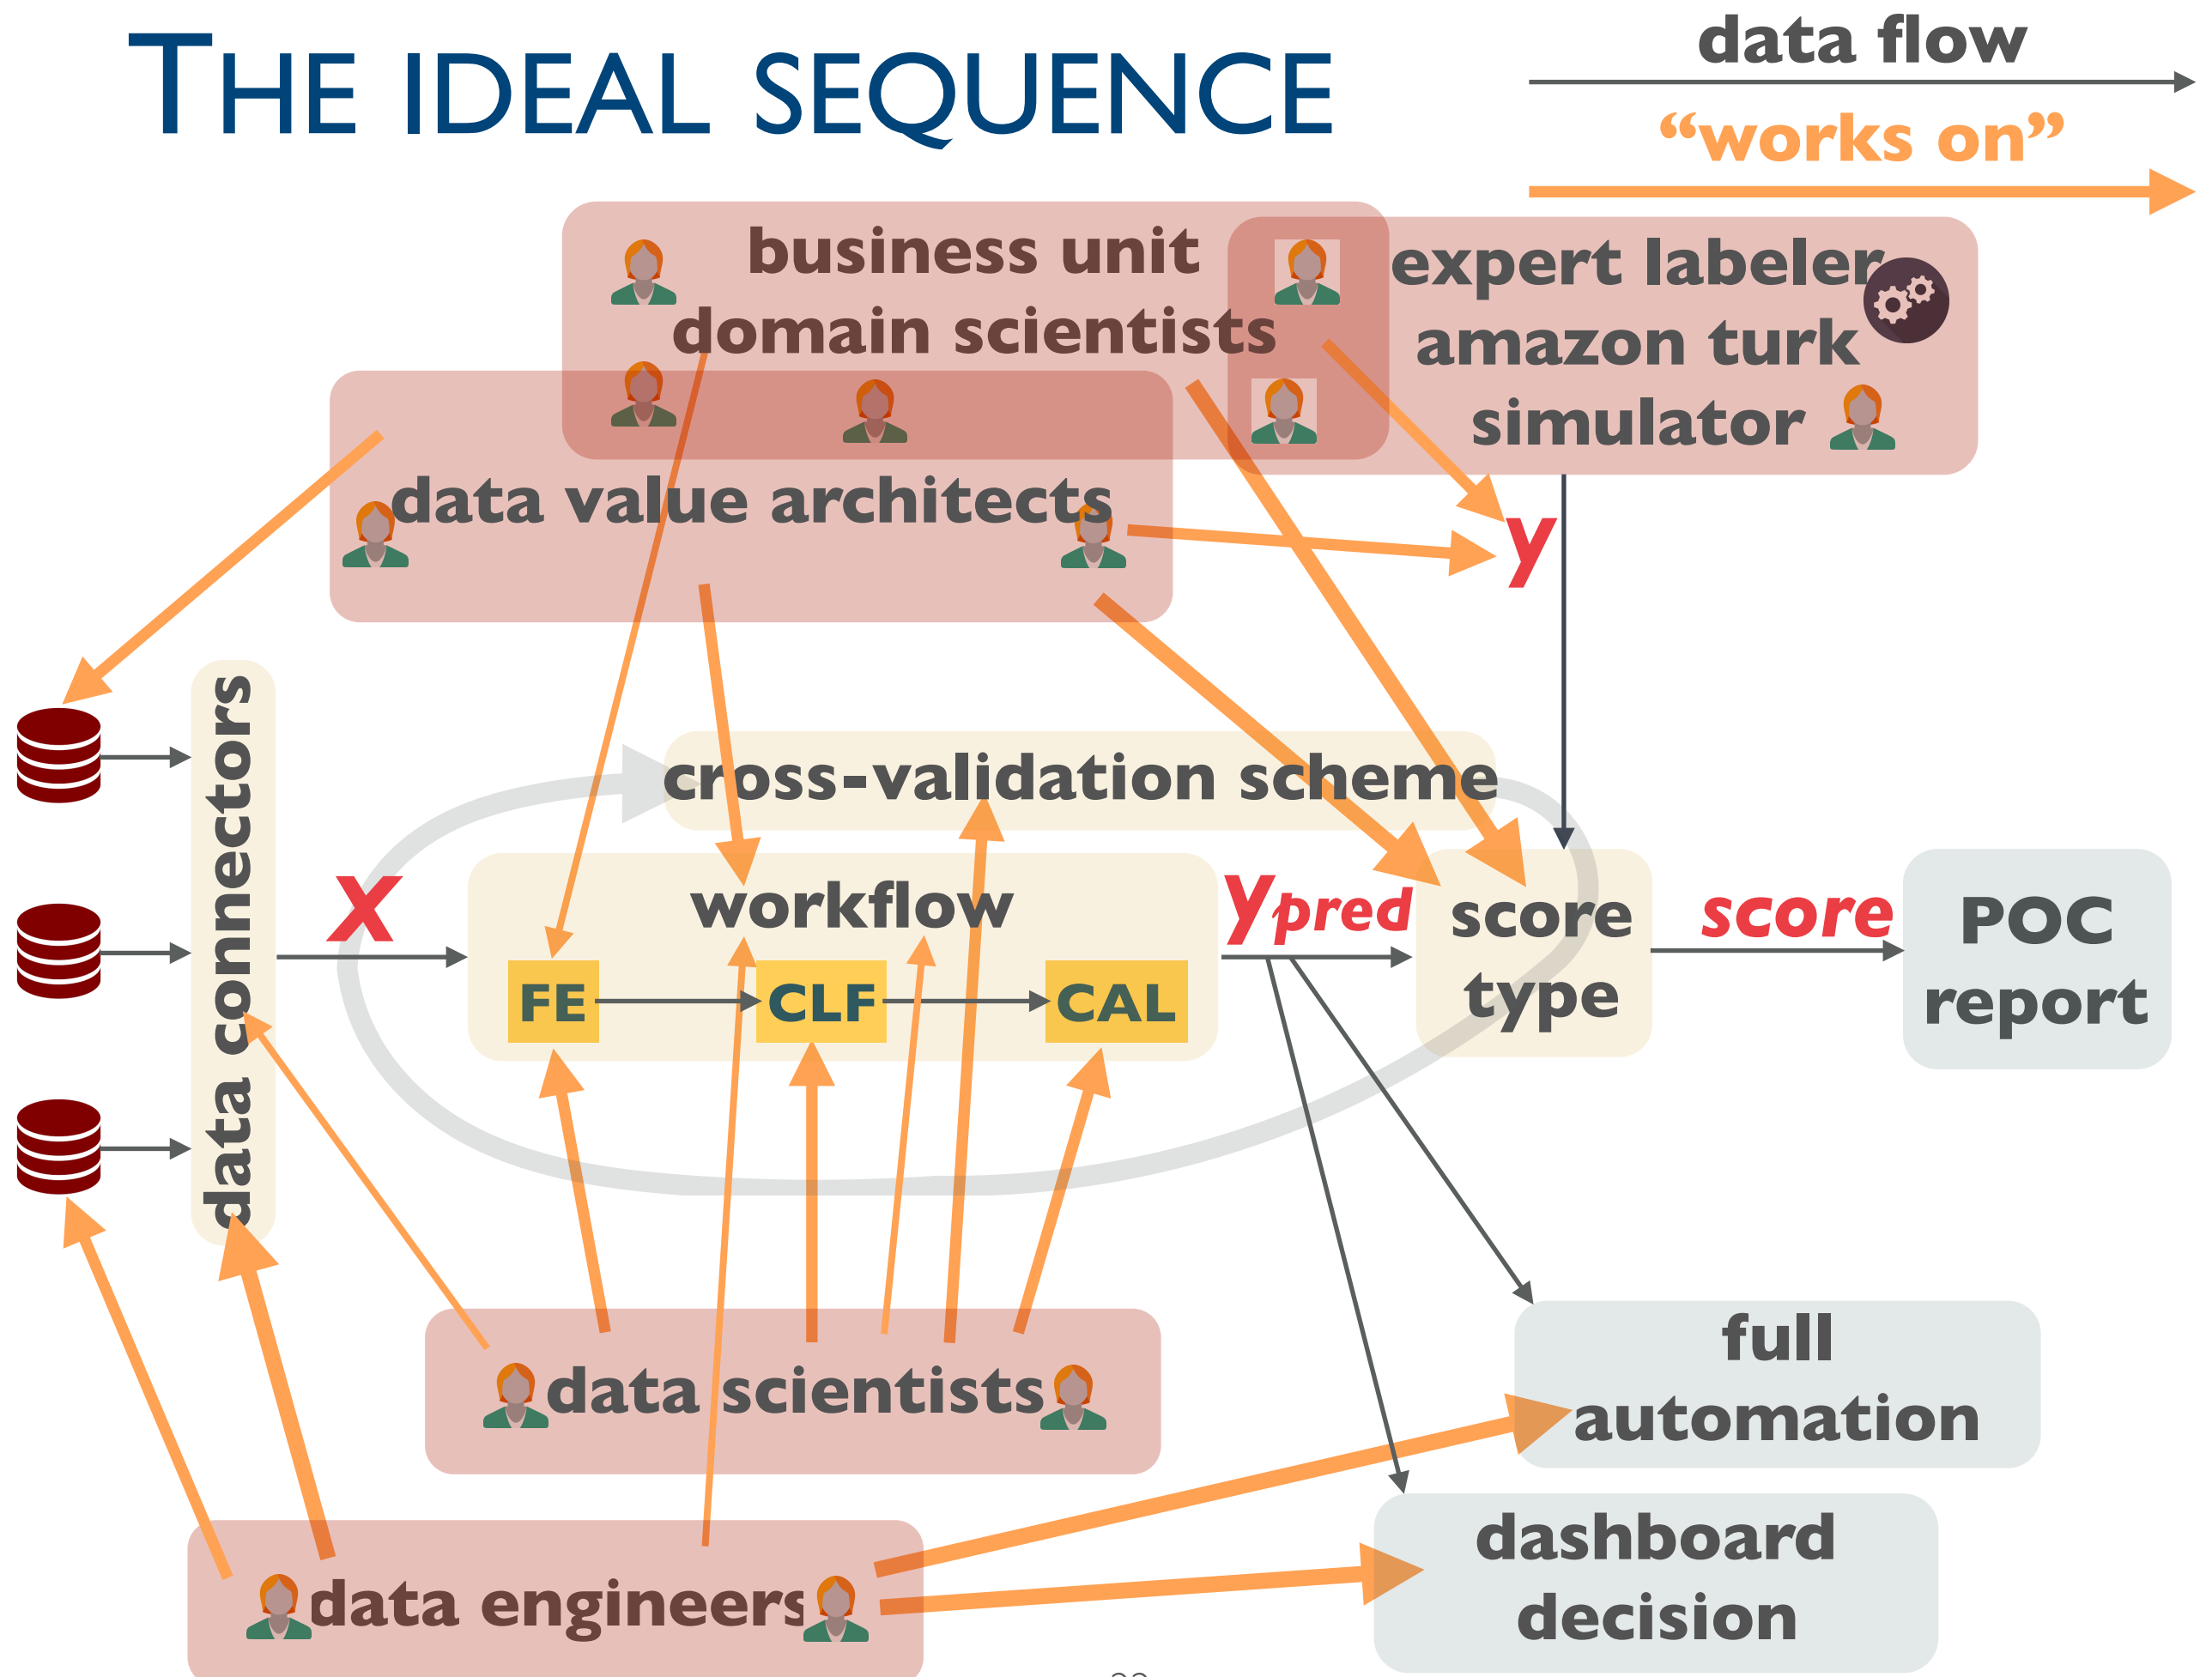 THE IDEAL SEQUENCE
data flow
“works on”
business unit
domain scientists
expert labeler
amazon turk
simulator
data value architects
y
data connectors
cross-validation scheme
X
workflow
FE
CLF
CAL
ypred
score
type
score
POC
report
data scientists
full
automation
data engineers
dashboard
decision